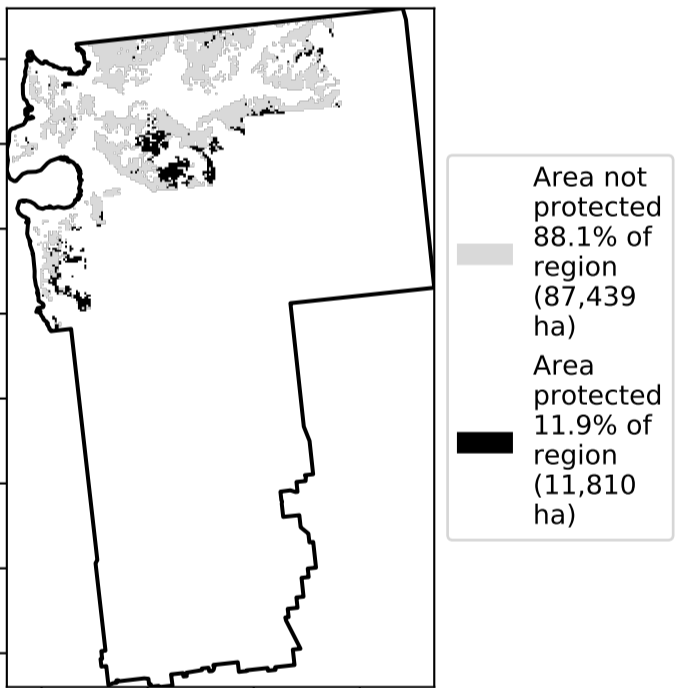 Area not
protected
88.1% of
region
(87,439
ha)
Area
protected
11.9% of
region
(11,810
ha)